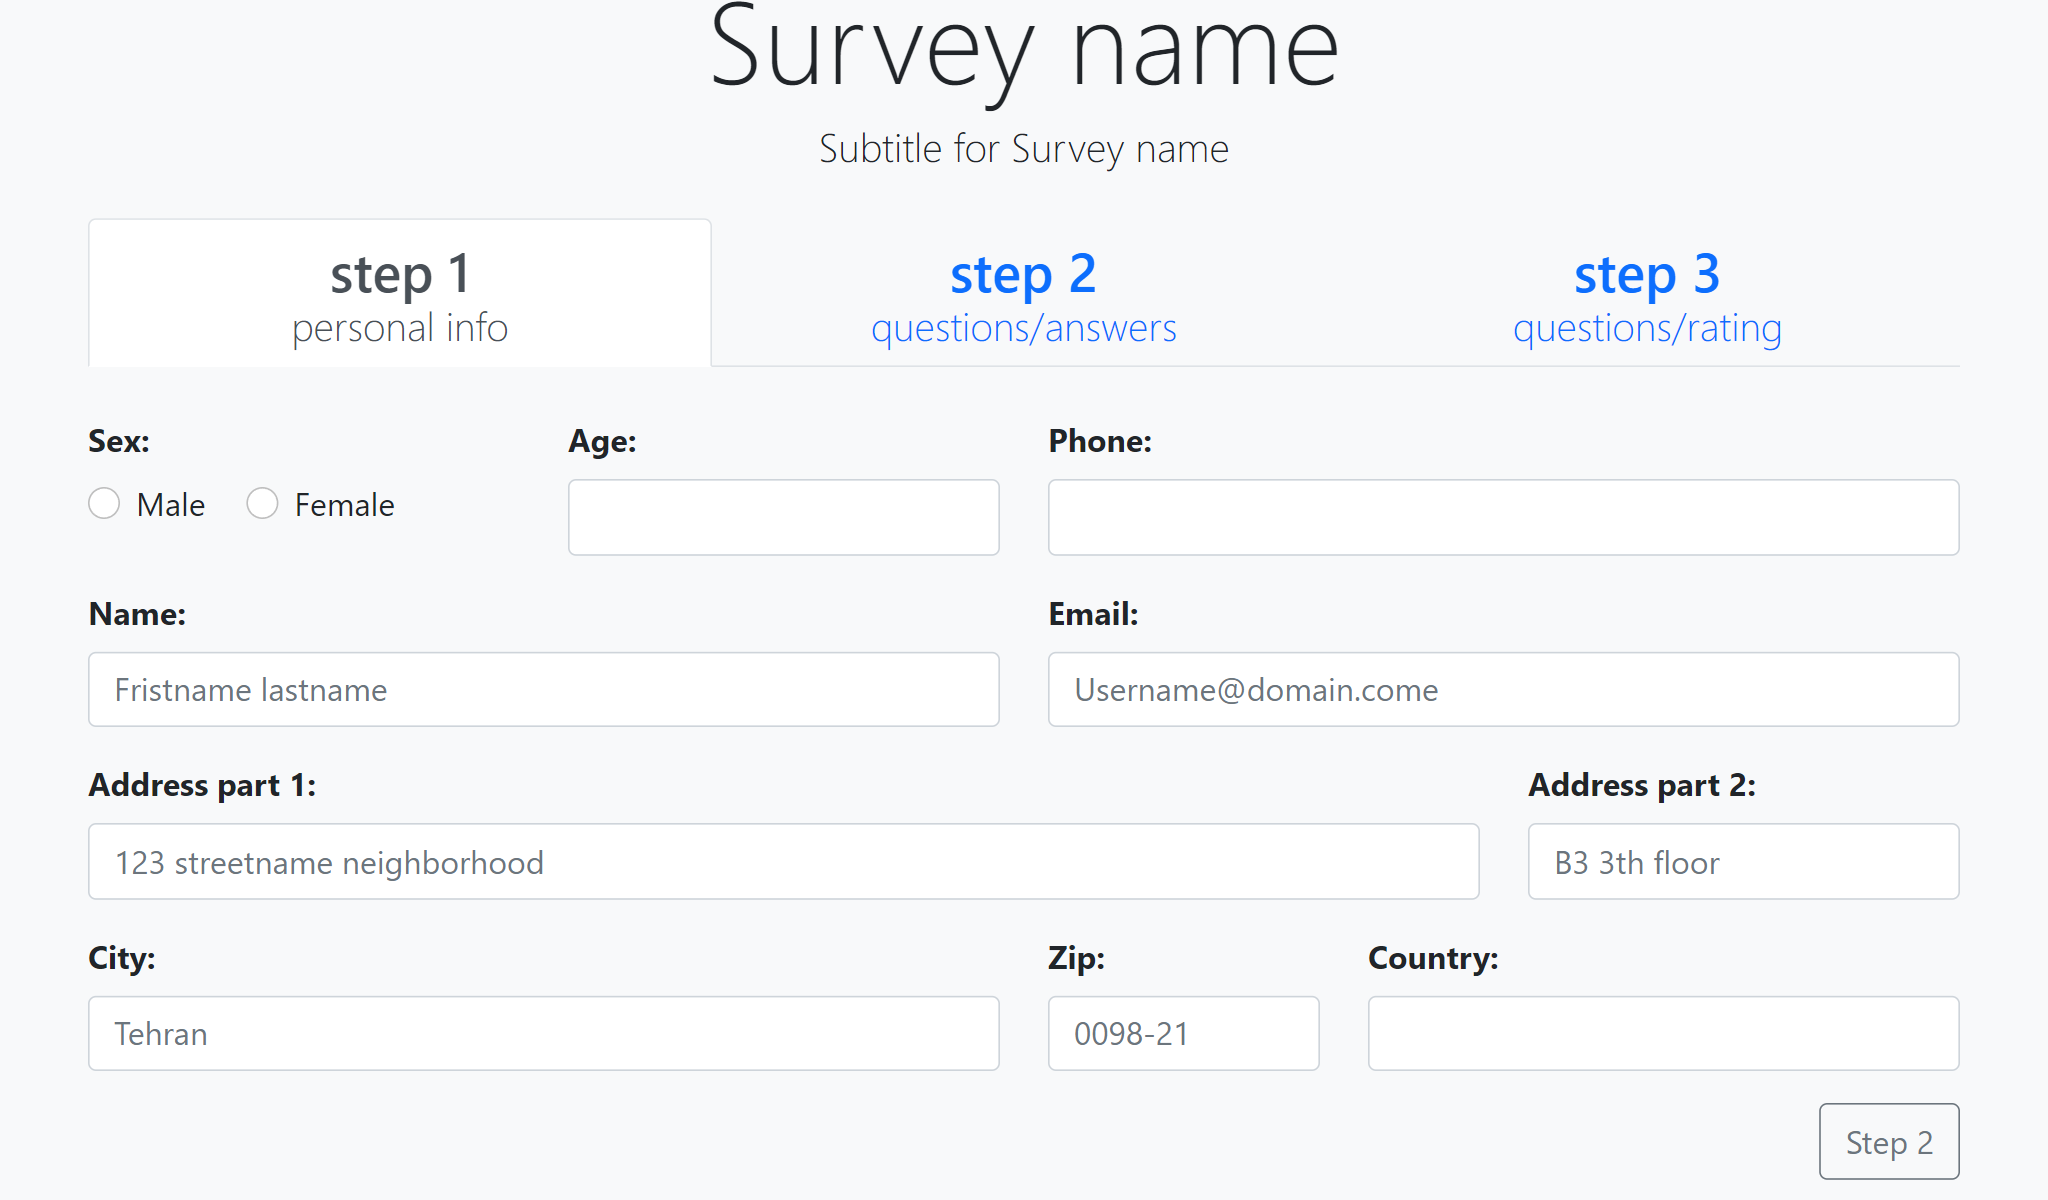 Survey name
Subtitle for Survey name
step 1
personal info
step 2
questions/answers
step 3
questions/rating
Sex:
Male Female
Age:
Phone:
Name:
Fristname lastname
Email:
Username@domain.come
Address part 1:
123 streetname neighborhood
Address part 2:
B3 3th floor
City:
Tehran
Zip:
0098-21
Country:
Step 2